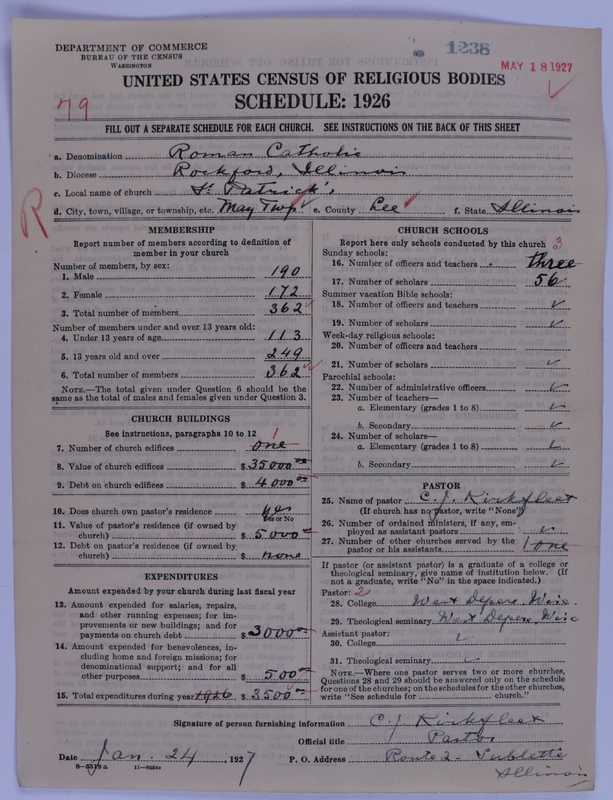 1238
MAY 18 1927
DEPARTMENT OF COMMERCE
BUREAU OF THE CENSUS
WASHINGTON
UNITED STATES CENSUS OF RELIGIOUS BODIES
79
SCHEDULE: 1926
FILL OUT A SEPARATE SCHEDULE FOR EACH CHURCH. SEE INSTRUCTIONS ON THE BACK OF THIS SHEET
a. Denomination Roman Catholic
b. Diocese Rockford, Illinois
c. Local name of church St Patrick's
d. City, town, village, or township, etc. May Twp. e. County Lee f. State Illinois
R
MEMBERSHIP
Report number of members according to definition of member in your church
Number of members, by sex:
1. Male 190
2. Female 172
3. Total number of members 362
Number of members under and over 13 years old:
4. Under 13 years of age 113
5. 13 years old and over 249
6. Total number of members 362
NOTE.—The total given under Question 6 should be the
same as the total of males and females given under Question 3.
CHURCH BUILDINGS
See instructions, paragraphs 10 to 12
7. Number of church edifices one 1
8. Value of church edifices $35000 00
9. Debt on church edifices $4000 00
10. Does church own pastor's residence yes
Yes or No
11. Value of pastor's residence (if owned by
church) $5,000
12. Debt on pastor's residence (if owned by
church) $ none
EXPENDITURES
Amount expended by your church during last fiscal year
13. Amount expended for salaries, repairs,
and other running expenses; for im-
provements or new buildings; and for
payments on church debt $3000
14. Amount expended for benevolences, in-
cluding home and foreign missions; for
denominational support; and for all
other purposes $500
15. Total expenditures during year 1926 $3500
CHURCH SCHOOLS
Report here only schools conducted by this church 3
Sunday schools:
16. Number of officers and teachers three
17. Number of scholars 56
Summer vacation Bible schools:
18. Number of officers and teachers ✓
19. Number of scholars ✓
Week-day religious schools:
20. Number of officers and teachers
21. Number of scholars ✓
Parochial schools:
22. Number of administrative officers ✓
23. Number of teachers—
a. Elementary (grades 1 to 8) ✓
b. Secondary ✓
24. Number of scholars—
a. Elementary (grades 1 to 8) ✓
b. Secondary ✓
PASTOR
25. Name of pastor C. J. Kirkfleet
(If church has no pastor, write "None")
26. Number of ordained ministers, if any, em-
ployed as assistant pastors ✓
27. Number of other churches served by the
pastor or his assistants 1 one
If pastor (or assistant pastor) is a graduate of a college or
theological seminary, give name of institution below. (If
not a graduate, write "No" in the space indicated.)
Pastor: 2
28. College West Depere, Wisc.
29. Theological seminary West Depere, Wisc
Assistant pastor:
30. College ✓
31. Theological seminary ✓
NOTE.—Where one pastor serves two or more churches,
Questions 28 and 29 should be answered only on the schedule
for one of the churches; on the schedules for the other churches,
write "See schedule for church."
Signature of person furnishing information C. J. Kirkfleet
Official title Pastor
Date Jan. 24, 1927 P. O. Address Route 2. Sublette
Illinois
8—5515a 11—9026a